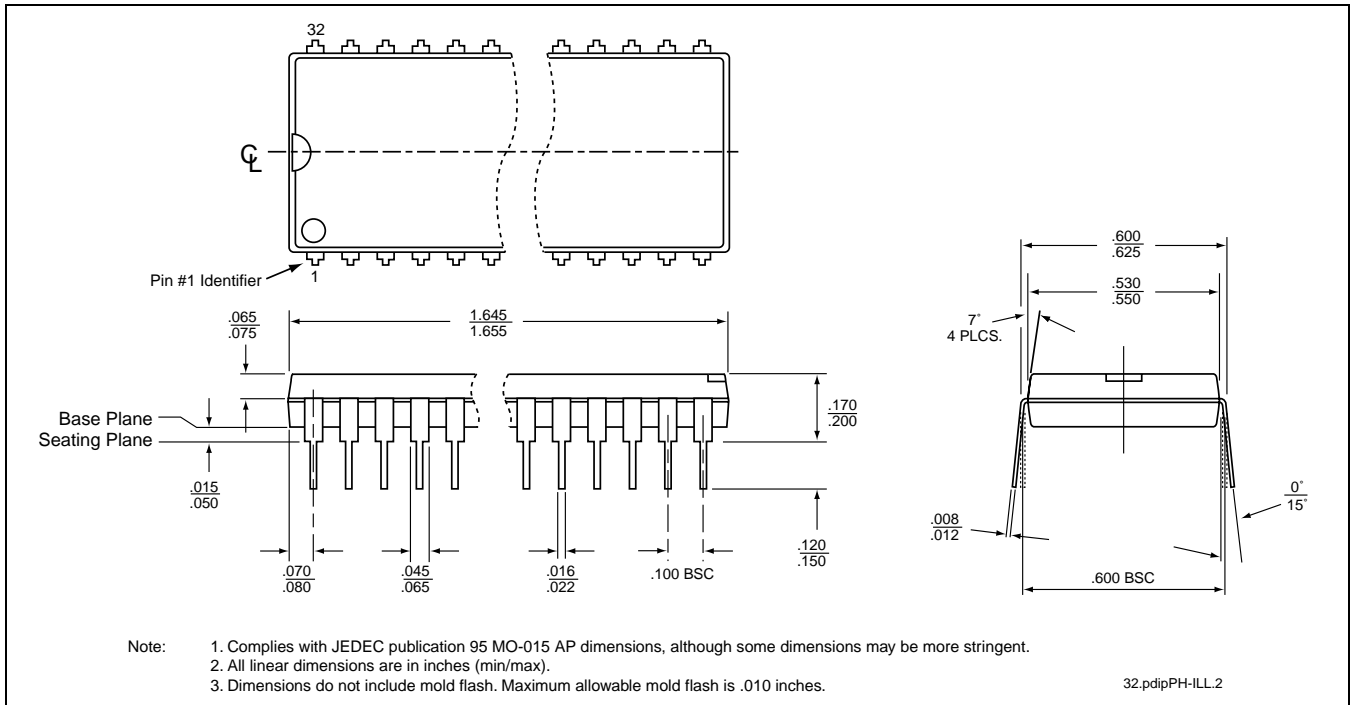 32
C L
Pin #1 Identifier
1
.600
.625
.530
.550
7°
4 PLCS.
.065
.075
1.645
1.655
Base Plane
Seating Plane
.170
.200
.015
.050
.070
.080
.045
.065
.016
.022
.100 BSC
.120
.150
.008
.012
0°
15°
.600 BSC
Note: 1. Complies with JEDEC publication 95 MO-015 AP dimensions, although some dimensions may be more stringent.
2. All linear dimensions are in inches (min/max).
3. Dimensions do not include mold flash. Maximum allowable mold flash is .010 inches.
32.pdipPH-ILL.2